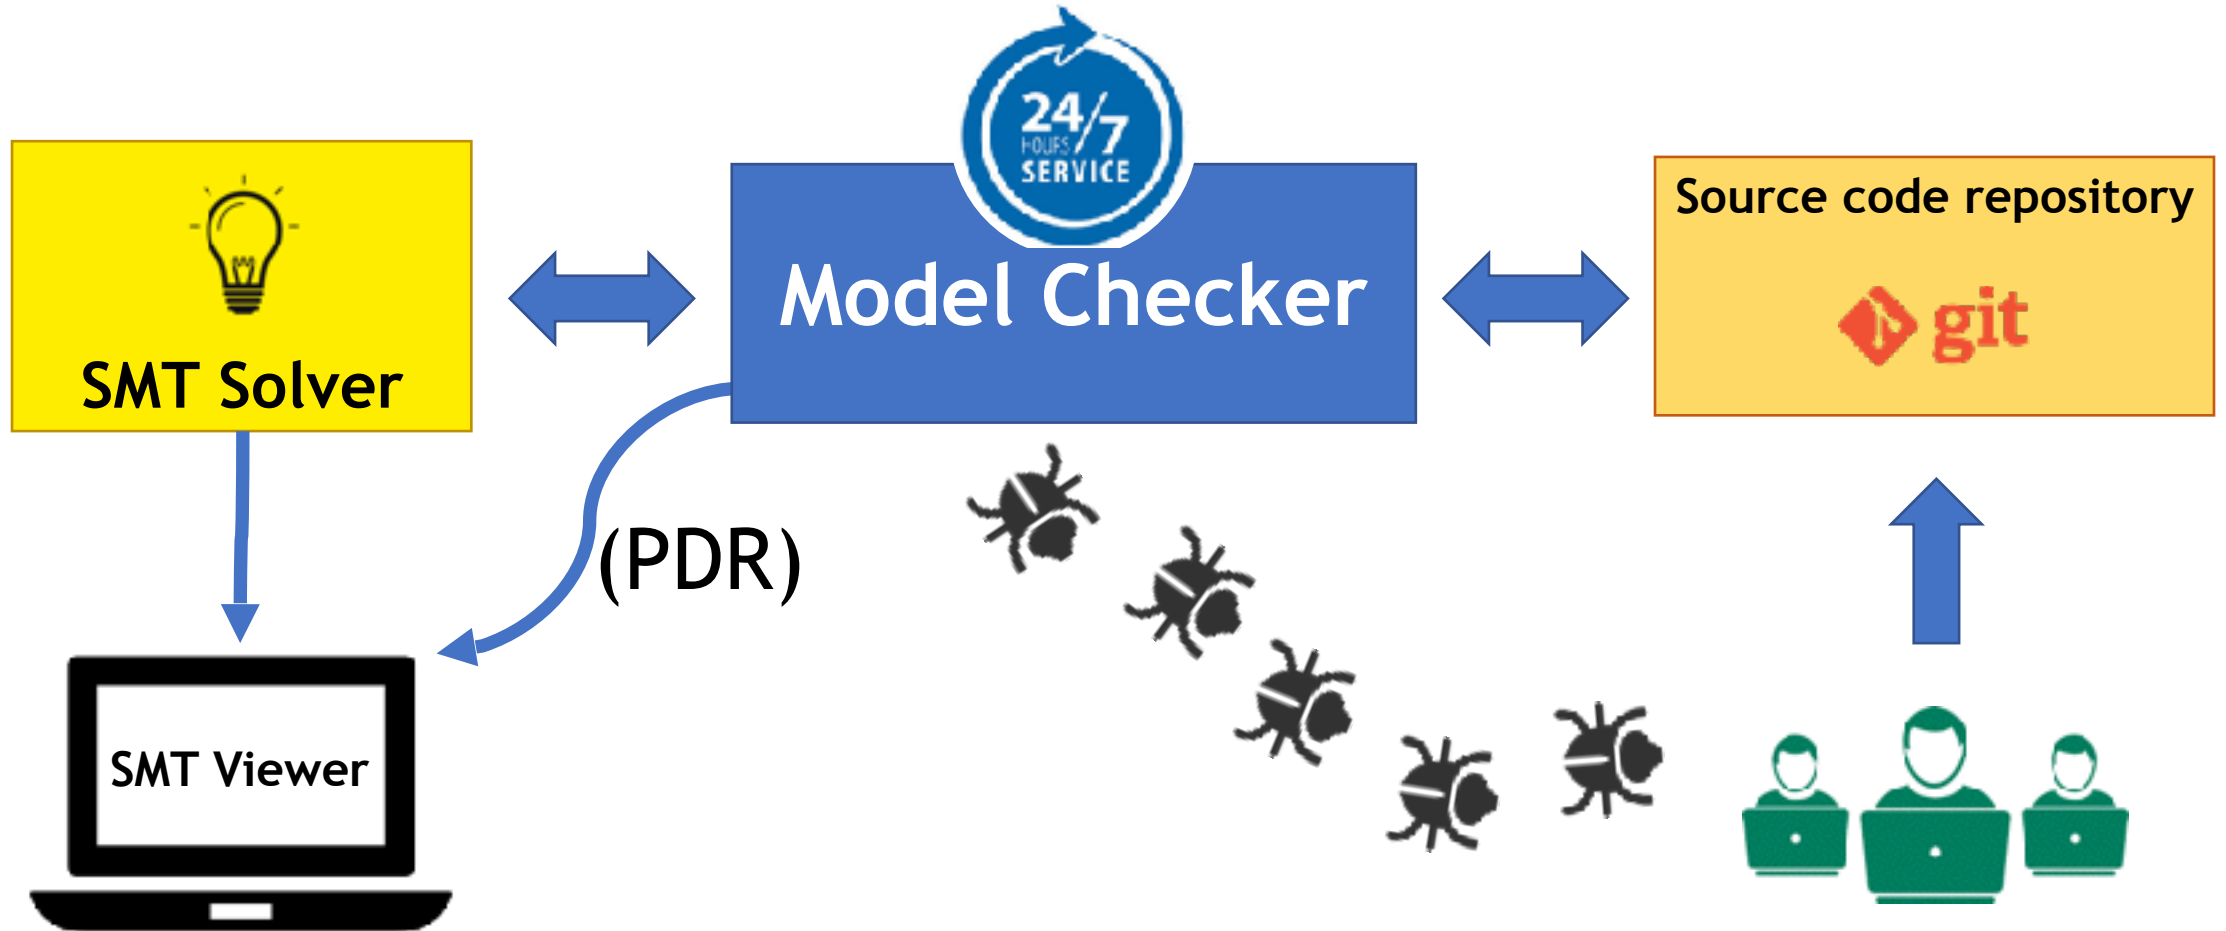 24/7
HOURS
SERVICE
SMT Solver
Model Checker
Source code repository
git
(PDR)
SMT Viewer